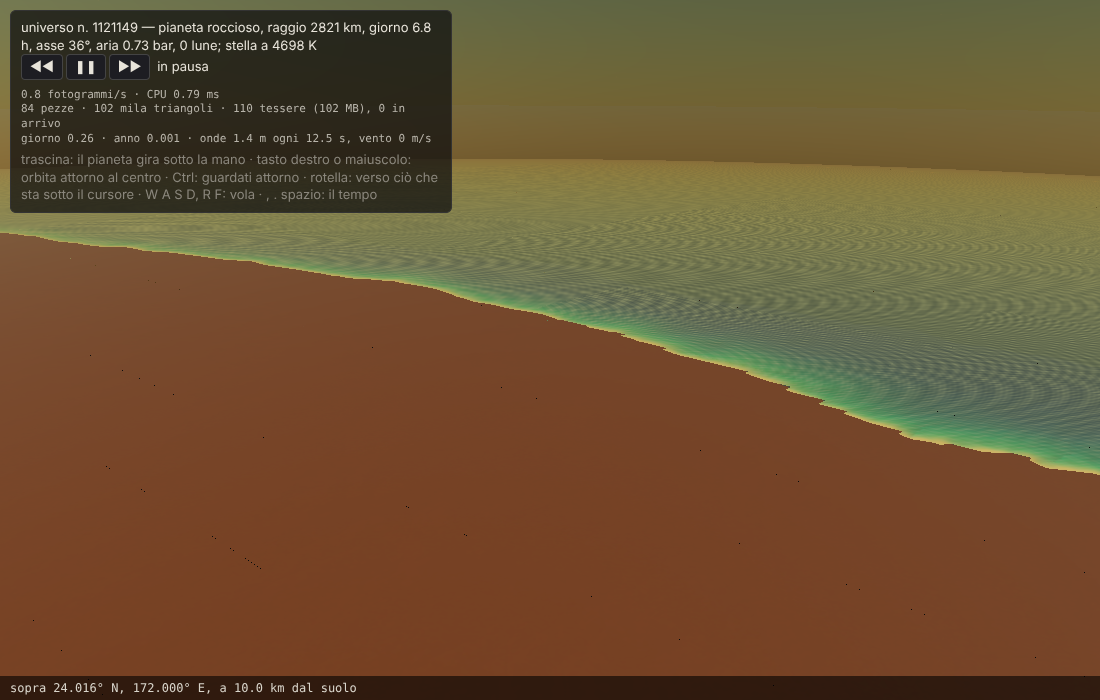 universo n. 1121149 — pianeta roccioso, raggio 2821 km, giorno 6.8
h, asse 36°, aria 0.73 bar, 0 lune; stella a 4698 K
in pausa
0.8 fotogrammi/s · CPU 0.79 ms
84 pezze · 102 mila triangoli · 110 tessere (102 MB), 0 in
arrivo
giorno 0.26 · anno 0.001 · onde 1.4 m ogni 12.5 s, vento 0 m/s
trascina: il pianeta gira sotto la mano · tasto destro o maiuscolo:
orbita attorno al centro · Ctrl: guardati attorno · rotella: verso ciò che
sta sotto il cursore · W A S D, R F: vola · , . spazio: il tempo
sopra 24.016° N, 172.000° E, a 10.0 km dal suolo